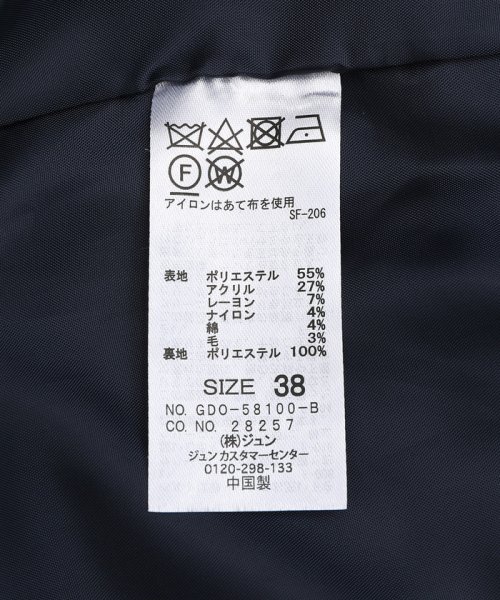 F W
アイロンはあて布を使用
SF-206
表地 ポリエステル 55%
アクリル 27%
レーヨン 7%
ナイロン 4%
綿 4%
毛 3%
裏地 ポリエステル 100%
SIZE 38
NO. GDO-58100-B
CO. NO. 28257
(株)ジュン
ジュン カスタマーセンター
0120-298-133
中国製